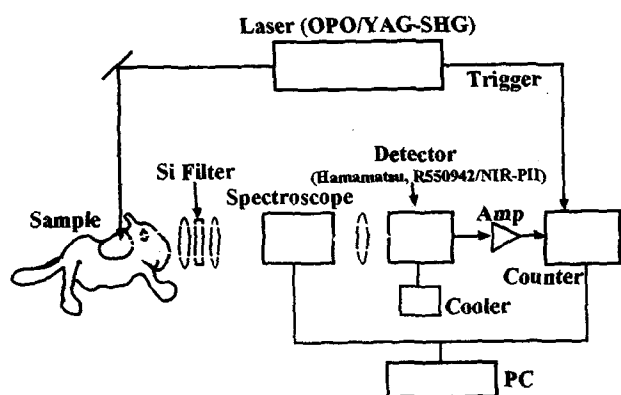 Laser (OPO/YAG-SHG)
Trigger
Detector
(Hamamatsu, R550942/NIR-PII)
Si Filter
Spectroscope
Amp
Sample
Counter
Cooler
PC